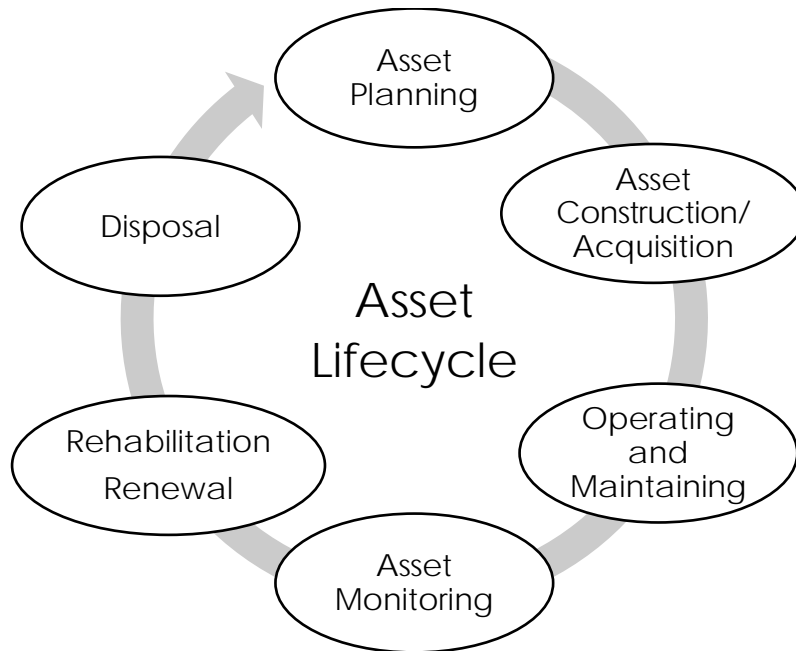 Asset
Planning
Asset
Construction/
Acquisition
Disposal
Asset
Lifecycle
Operating
and
Maintaining
Rehabilitation
Renewal
Asset
Monitoring